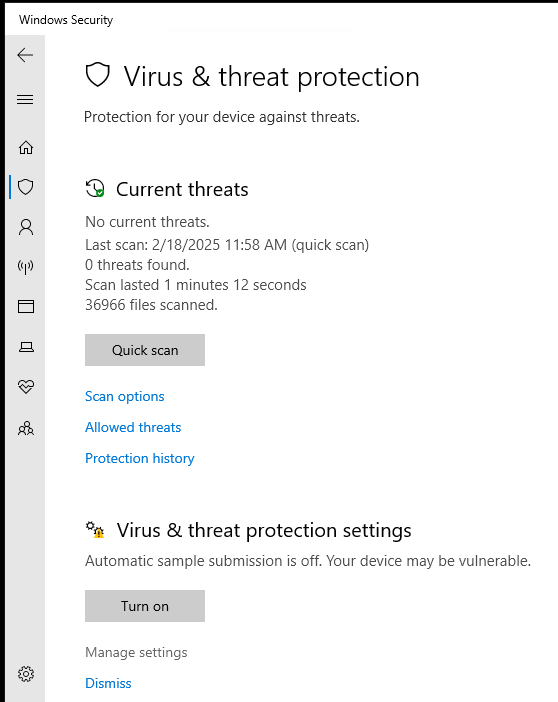 Windows Security
Virus & threat protection
Protection for your device against threats.
Current threats
No current threats.
Last scan: 2/18/2025 11:58 AM (quick scan)
0 threats found.
Scan lasted 1 minutes 12 seconds
36966 files scanned.
Quick scan
Scan options
Allowed threats
Protection history
Virus & threat protection settings
Automatic sample submission is off. Your device may be vulnerable.
Turn on
Manage settings
Dismiss